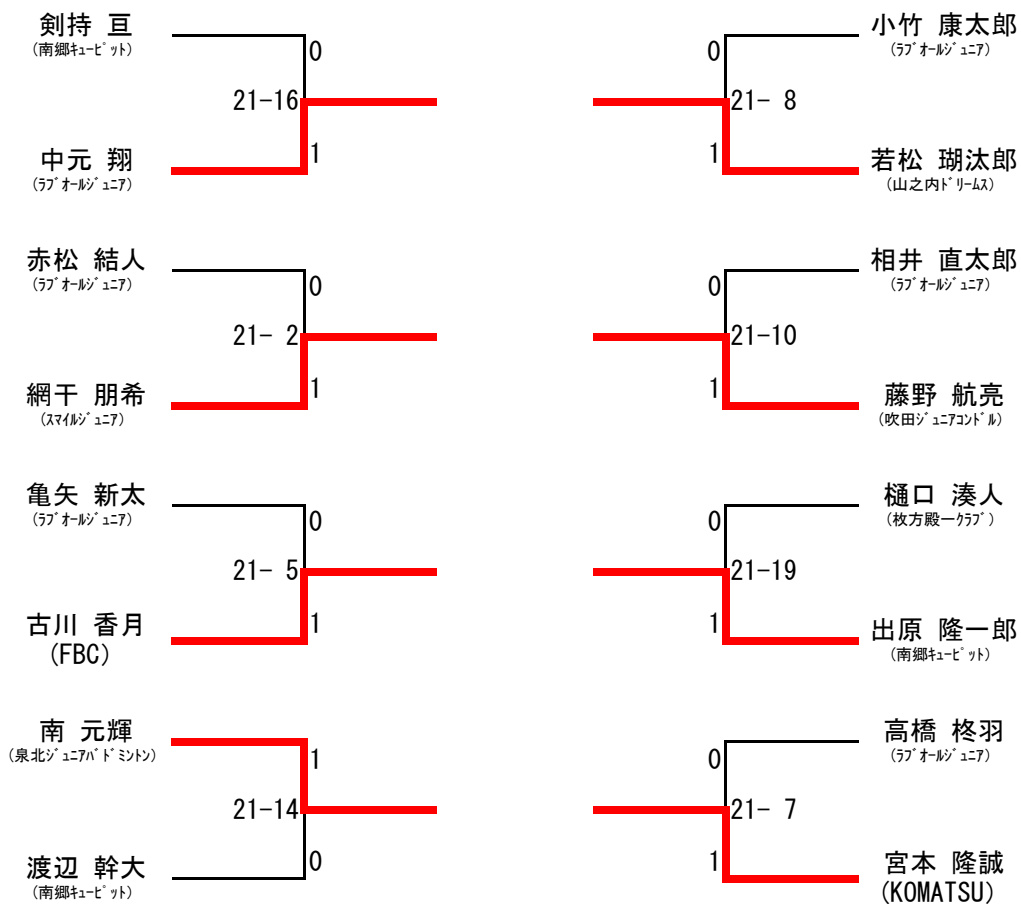 剣持 亘
(南郷ｷｭｰﾋﾟｯﾄ)
0
21-16
1
中元 翔
(ﾗﾌﾞｵｰﾙｼﾞｭﾆｱ)
赤松 結人
(ﾗﾌﾞｵｰﾙｼﾞｭﾆｱ)
0
21- 2
1
網干 朋希
(ｽﾏｲﾙｼﾞｭﾆｱ)
亀矢 新太
(ﾗﾌﾞｵｰﾙｼﾞｭﾆｱ)
0
21- 5
1
古川 香月
(FBC)
南 元輝
(泉北ｼﾞｭﾆｱﾊﾞﾄﾞﾐﾝﾄﾝ)
1
21-14
0
渡辺 幹大
(南郷ｷｭｰﾋﾟｯﾄ)
小竹 康太郎
(ﾗﾌﾞｵｰﾙｼﾞｭﾆｱ)
0
21- 8
1
若松 瑚汰郎
(山之内ﾄﾞﾘｰﾑｽ)
相井 直太郎
(ﾗﾌﾞｵｰﾙｼﾞｭﾆｱ)
0
21-10
1
藤野 航亮
(吹田ｼﾞｭﾆｱｺﾝﾄﾞﾙ)
樋口 湊人
(枚方殿一ｸﾗﾌﾞ)
0
21-19
1
出原 隆一郎
(南郷ｷｭｰﾋﾟｯﾄ)
高橋 柊羽
(ﾗﾌﾞｵｰﾙｼﾞｭﾆｱ)
0
21- 7
1
宮本 隆誠
(KOMATSU)